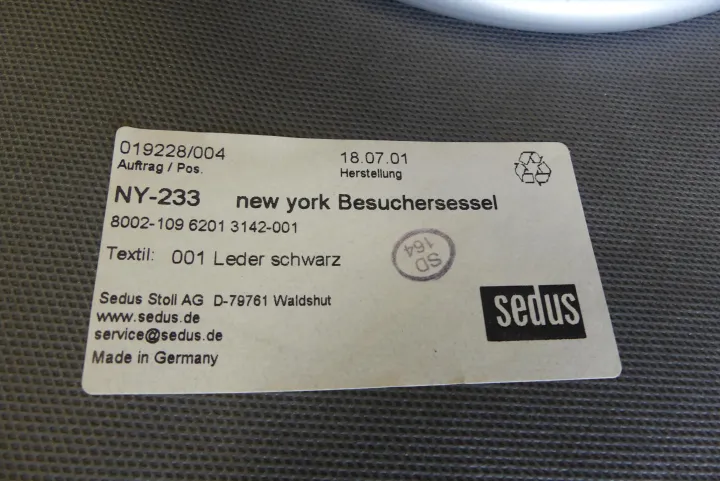 019228/004
Auftrag / Pos.
18.07.01
Herstellung
NY-233 new york Besuchersessel
8002-109 6201 3142-001
Textil: 001 Leder schwarz
SD
164
Sedus Stoll AG D-79761 Waldshut
www.sedus.de
service@sedus.de
Made in Germany
sedus